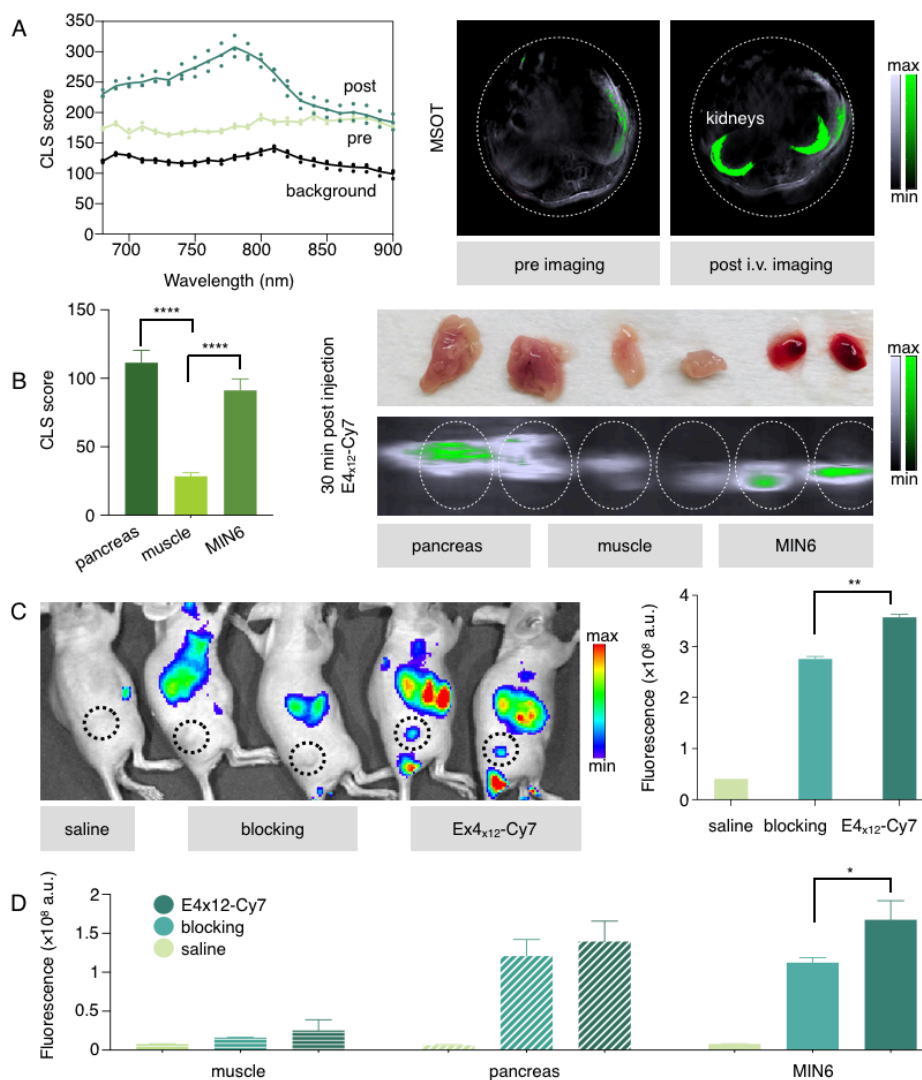 A
CLS score
350
300
250
200
150
100
50
0
post
pre
background
700
750
800
850
900
Wavelength (nm)
MSOT
kidneys
max
min
pre imaging
post i.v. imaging
B
CLS score
150
100
50
0
****
****
pancreas
muscle
MIN6
30 min post injection
E4x12-Cy7
max
min
pancreas
muscle
MIN6
C
max
min
saline
blocking
Ex4x12-Cy7
Fluorescence (×10⁸ a.u.)
4
3
2
1
0
**
saline
blocking
E4x12-Cy7
D
Fluorescence (×10⁸ a.u.)
2
1.5
1
0.5
0
E4x12-Cy7
blocking
saline
*
muscle
pancreas
MIN6